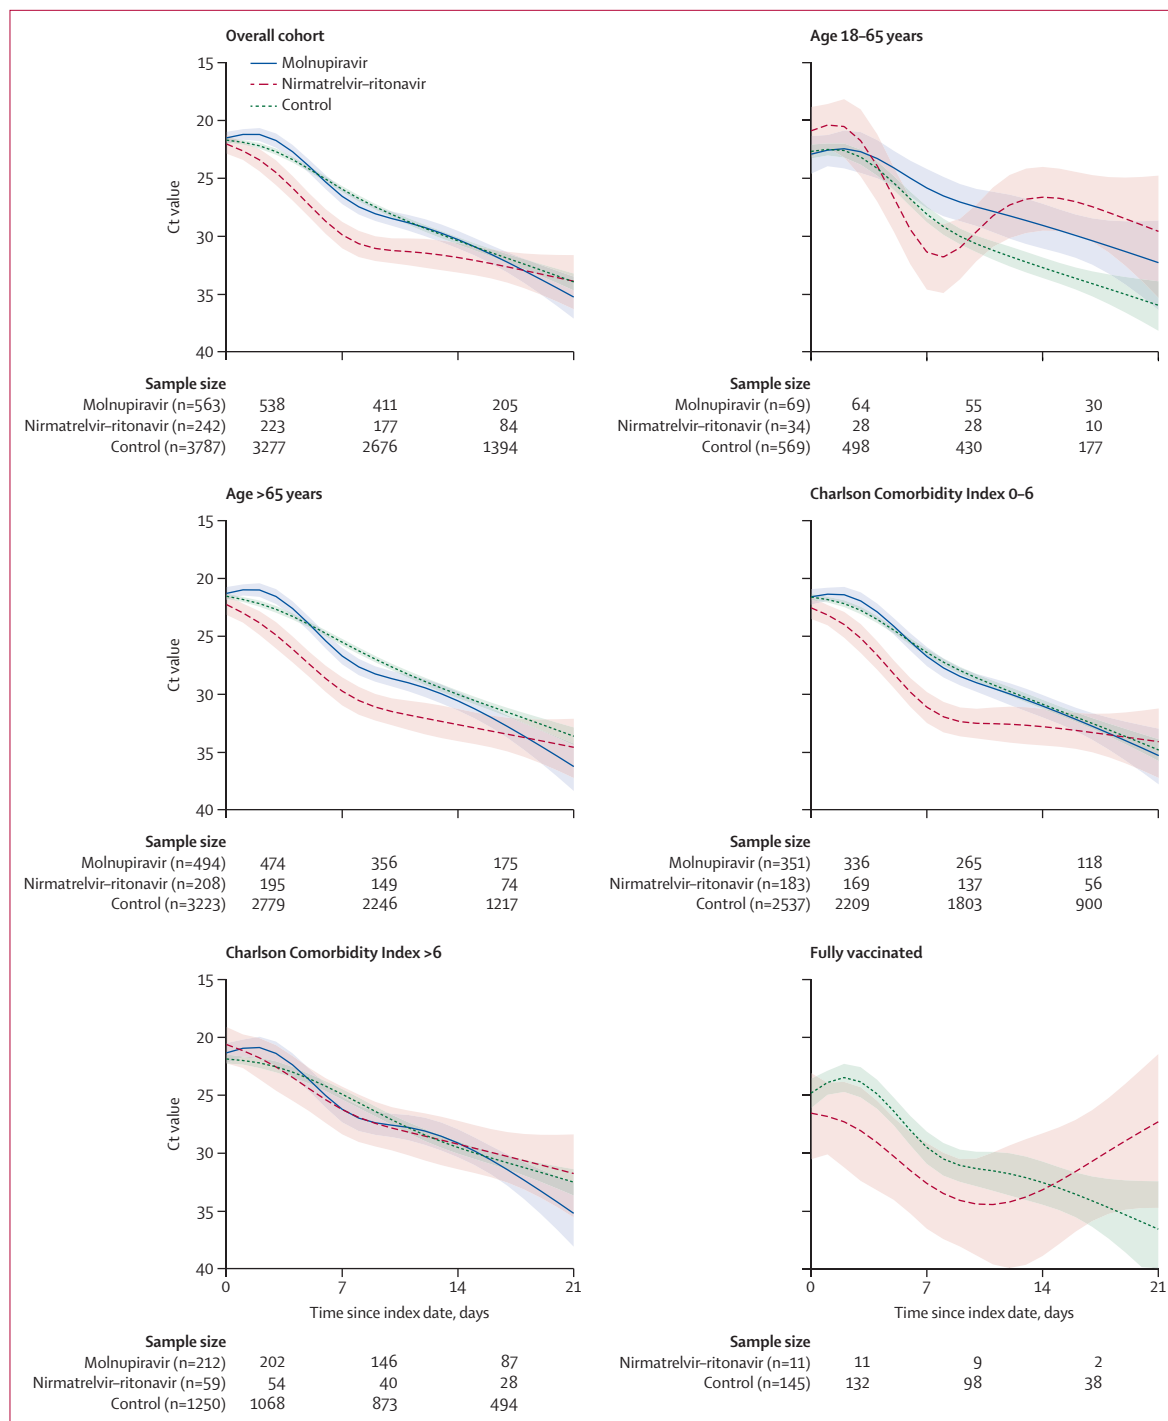 Overall cohort
Molnupiravir
Nirmatrelvir–ritonavir
Control
15
20
25
30
35
40
Ct value
Sample size
Molnupiravir (n=563) 538 411 205
Nirmatrelvir–ritonavir (n=242) 223 177 84
Control (n=3787) 3277 2676 1394
Age 18–65 years
Sample size
Molnupiravir (n=69) 64 55 30
Nirmatrelvir–ritonavir (n=34) 28 28 10
Control (n=569) 498 430 177
Age >65 years
15
20
25
30
35
40
Ct value
Sample size
Molnupiravir (n=494) 474 356 175
Nirmatrelvir–ritonavir (n=208) 195 149 74
Control (n=3223) 2779 2246 1217
Charlson Comorbidity Index 0–6
Sample size
Molnupiravir (n=351) 336 265 118
Nirmatrelvir–ritonavir (n=183) 169 137 56
Control (n=2537) 2209 1803 900
Charlson Comorbidity Index >6
15
20
25
30
35
40
Ct value
0 7 14 21
Time since index date, days
Sample size
Molnupiravir (n=212) 202 146 87
Nirmatrelvir–ritonavir (n=59) 54 40 28
Control (n=1250) 1068 873 494
Fully vaccinated
0 7 14 21
Time since index date, days
Sample size
Nirmatrelvir–ritonavir (n=11) 11 9 2
Control (n=145) 132 98 38